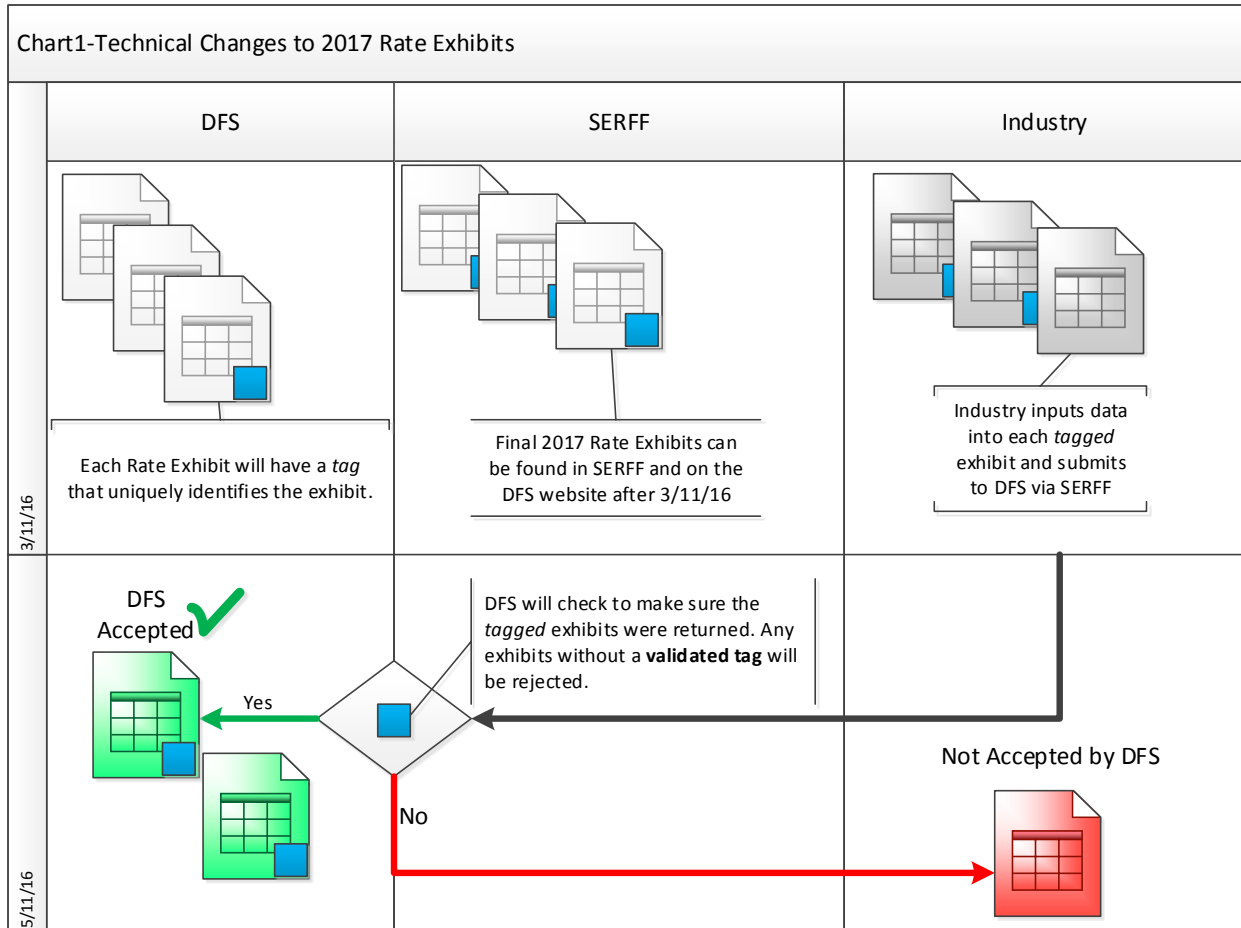 Chart1-Technical Changes to 2017 Rate Exhibits
DFS
SERFF
Industry
3/11/16
Each Rate Exhibit will have a tag
that uniquely identifies the exhibit.
Final 2017 Rate Exhibits can
be found in SERFF and on the
DFS website after 3/11/16
Industry inputs data
into each tagged
exhibit and submits
to DFS via SERFF
5/11/16
DFS
Accepted
DFS will check to make sure the
tagged exhibits were returned. Any
exhibits without a validated tag will
be rejected.
Yes
No
Not Accepted by DFS